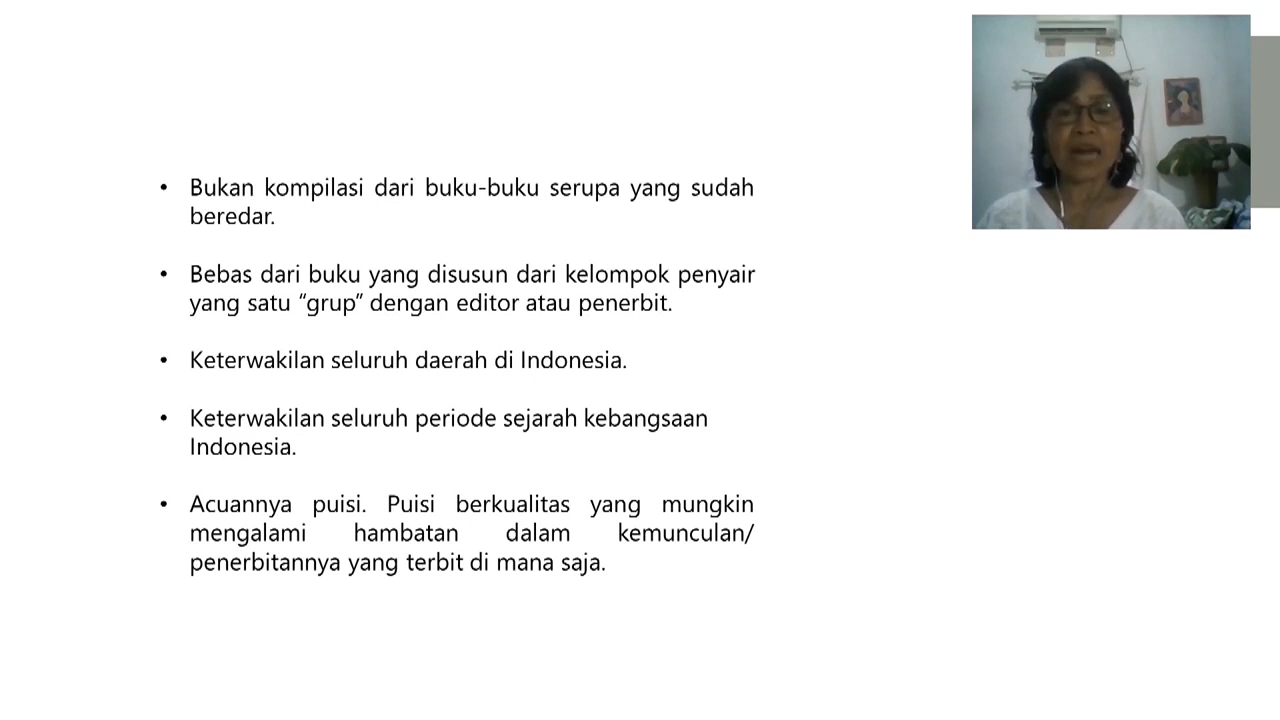 • Bukan kompilasi dari buku-buku serupa yang sudah
beredar.
• Bebas dari buku yang disusun dari kelompok penyair
yang satu “grup” dengan editor atau penerbit.
• Keterwakilan seluruh daerah di Indonesia.
• Keterwakilan seluruh periode sejarah kebangsaan
Indonesia.
• Acuannya puisi. Puisi berkualitas yang mungkin
mengalami hambatan dalam kemunculan/
penerbitannya yang terbit di mana saja.